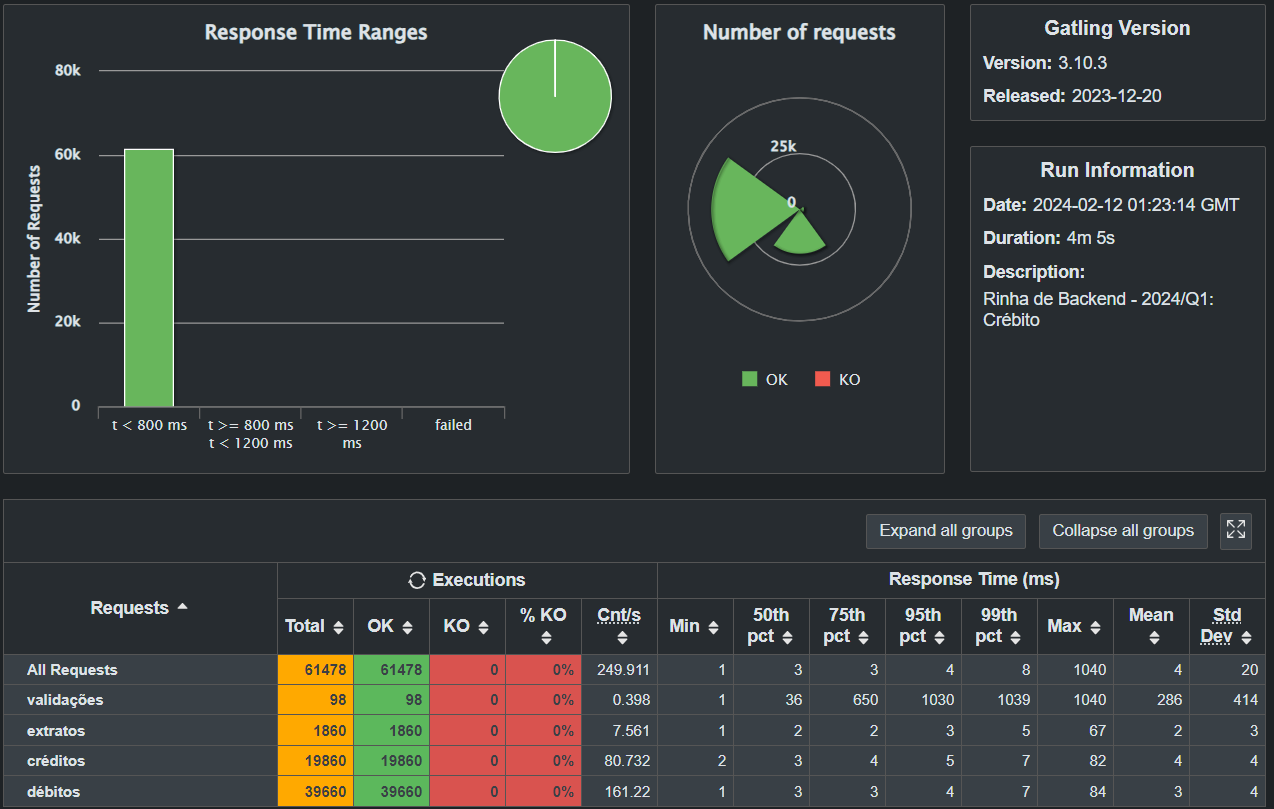 Response Time Ranges
80k
60k
40k
20k
0
Number of Requests
t < 800 ms
t >= 800 ms
t < 1200 ms
t >= 1200
ms
failed
Number of requests
25k
0
OK
KO
Gatling Version
Version: 3.10.3
Released: 2023-12-20
Run Information
Date: 2024-02-12 01:23:14 GMT
Duration: 4m 5s
Description:
Rinha de Backend - 2024/Q1:
Crébito
Expand all groups
Collapse all groups
Requests
Executions
Response Time (ms)
Total OK KO % KO Cnt/s Min 50th pct 75th pct 95th pct 99th pct Max Mean Std Dev
All Requests 61478 61478 0 0% 249.911 1 3 3 4 8 1040 4 20
validações 98 98 0 0% 0.398 1 36 650 1030 1039 1040 286 414
extratos 1860 1860 0 0% 7.561 1 2 2 3 5 67 2 3
créditos 19860 19860 0 0% 80.732 2 3 4 5 7 82 4 4
débitos 39660 39660 0 0% 161.22 1 3 3 4 7 84 3 4